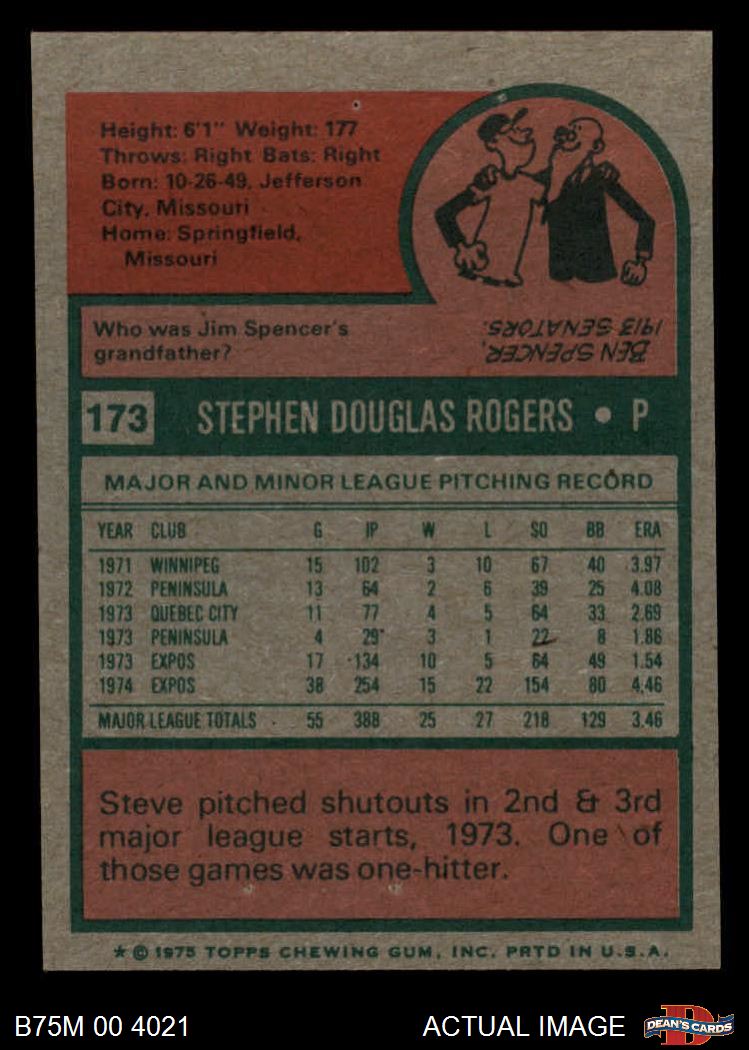 Height: 6'1" Weight: 177
Throws: Right Bats: Right
Born: 10-26-49, Jefferson
City, Missouri
Home: Springfield,
Missouri
Who was Jim Spencer's
grandfather?
BEN SPENCER,
1913 SENATORS.
173 STEPHEN DOUGLAS ROGERS • P
MAJOR AND MINOR LEAGUE PITCHING RECORD
YEAR CLUB G IP W L SO BB ERA
1971 WINNIPEG 15 102 3 10 67 40 3.97
1972 PENINSULA 13 64 2 6 39 25 4.08
1973 QUEBEC CITY 11 77 4 5 64 33 2.69
1973 PENINSULA 4 29 3 1 22 8 1.86
1973 EXPOS 17 134 10 5 64 49 1.54
1974 EXPOS 38 254 15 22 154 80 4.46
MAJOR LEAGUE TOTALS 55 388 25 27 218 129 3.46
Steve pitched shutouts in 2nd & 3rd
major league starts, 1973. One of
those games was one-hitter.
* © 1975 TOPPS CHEWING GUM, INC. PRTD IN U.S.A.
B75M 00 4021 ACTUAL IMAGE D DEAN'S CARDS